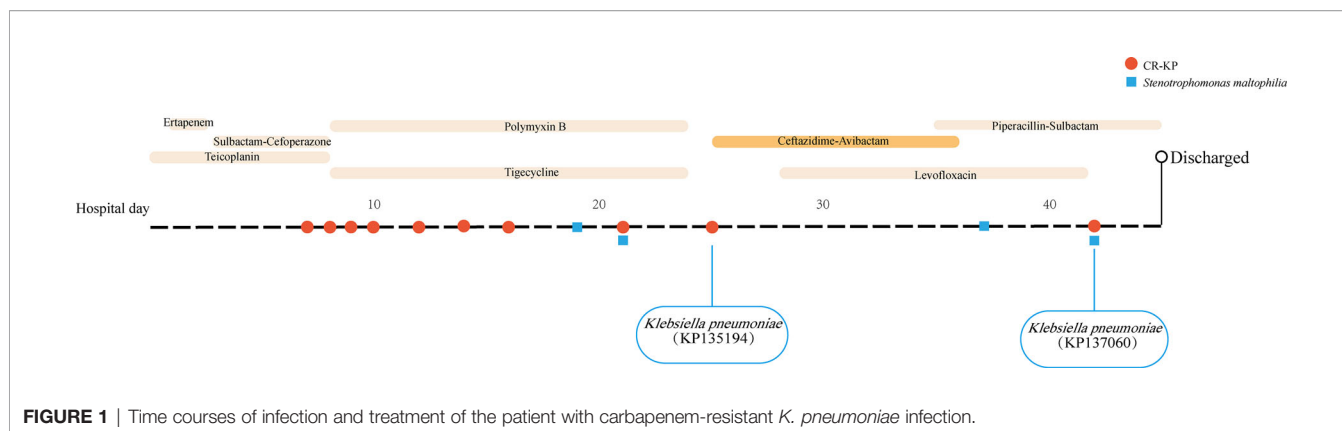 CR-KP
Stenotrophomonas maltophilia
Ertapenem
Polymyxin B
Piperacillin-Sulbactam
Sulbactam-Cefoperazone
Ceftazidime-Avibactam
Teicoplanin
Discharged
Tigecycline
Levofloxacin
Hospital day
10
20
30
40
Klebsiella pneumoniae
(KP135194)
Klebsiella pneumoniae
(KP137060)
FIGURE 1 | Time courses of infection and treatment of the patient with carbapenem-resistant K. pneumoniae infection.